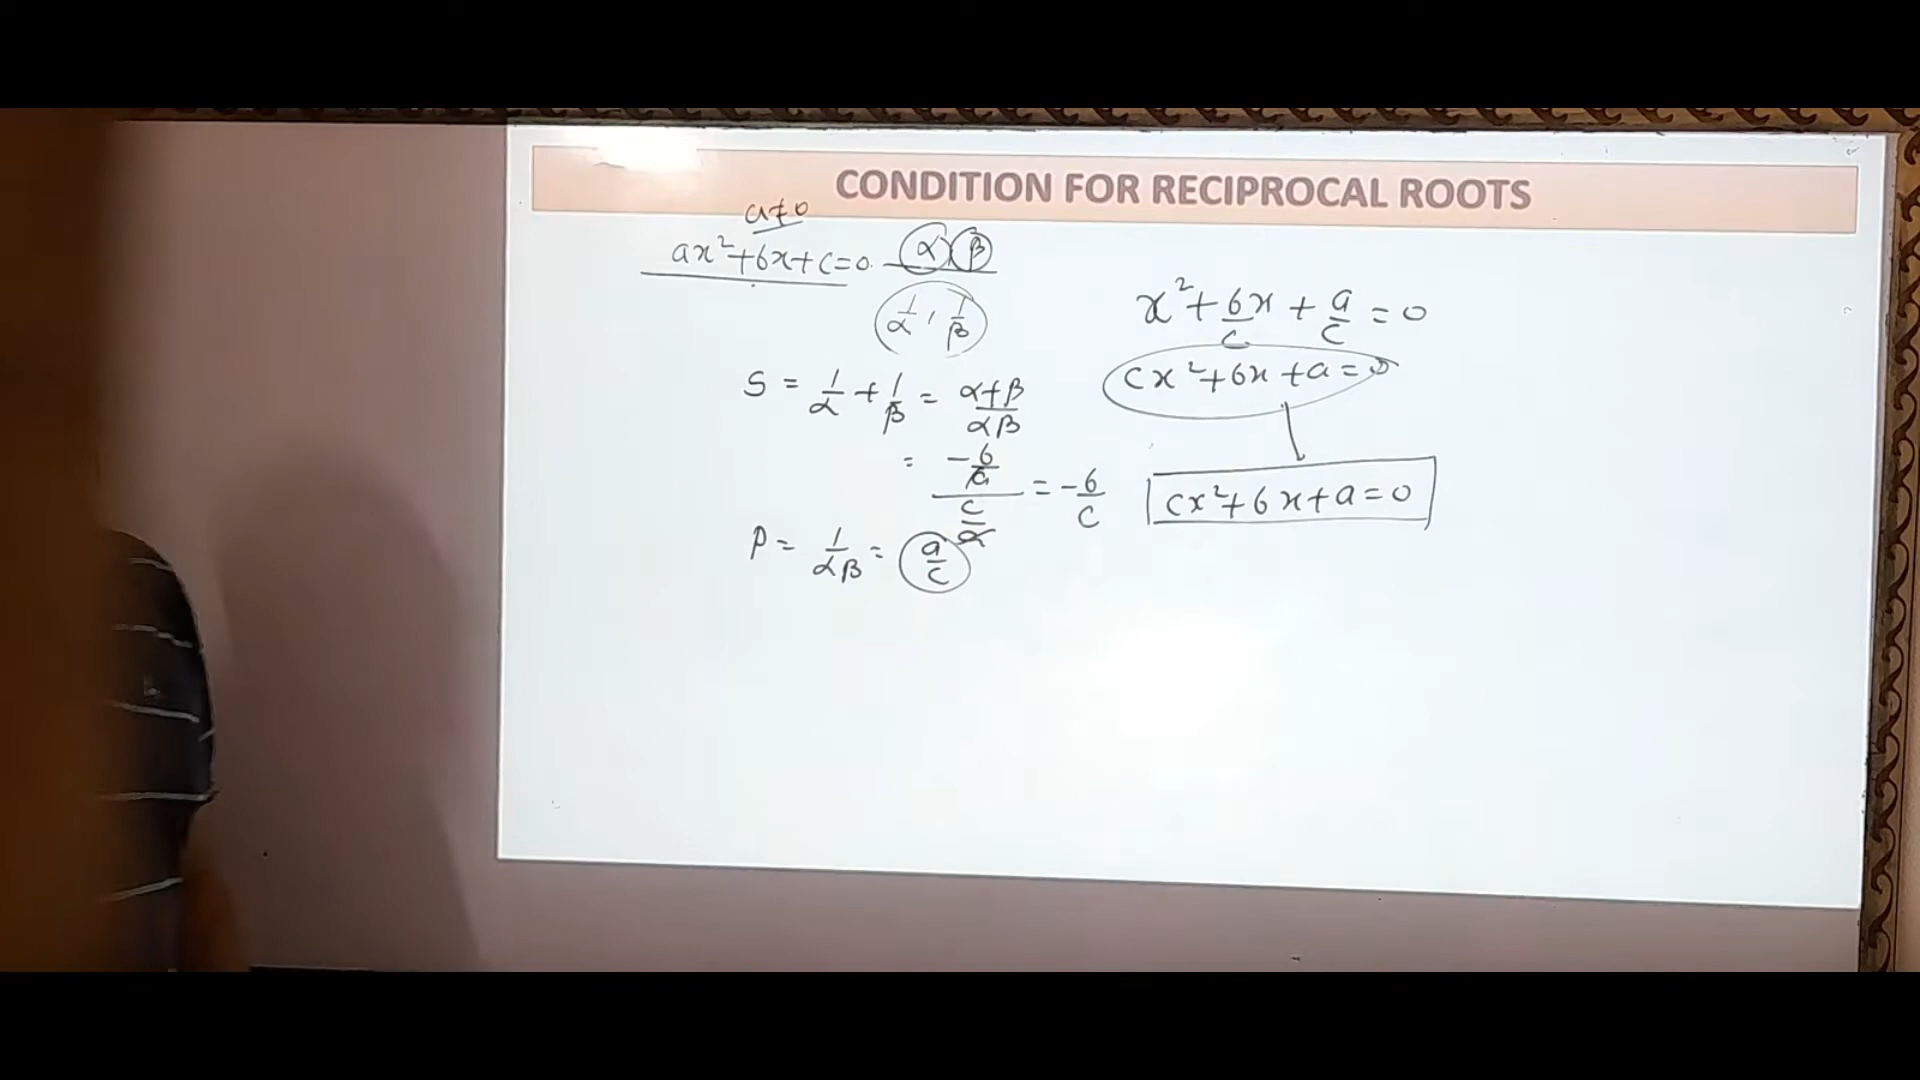 CONDITION FOR RECIPROCAL ROOTS
a≠0
ax²+bx+c=0 α, β
1/α, 1/β
S = 1/α + 1/β = α+β/αβ
= -b/a / c/a = -b/c
P = 1/αβ = a/c
x² + bx/c + a/c = 0
cx²+bx+a=0
cx²+bx+a=0